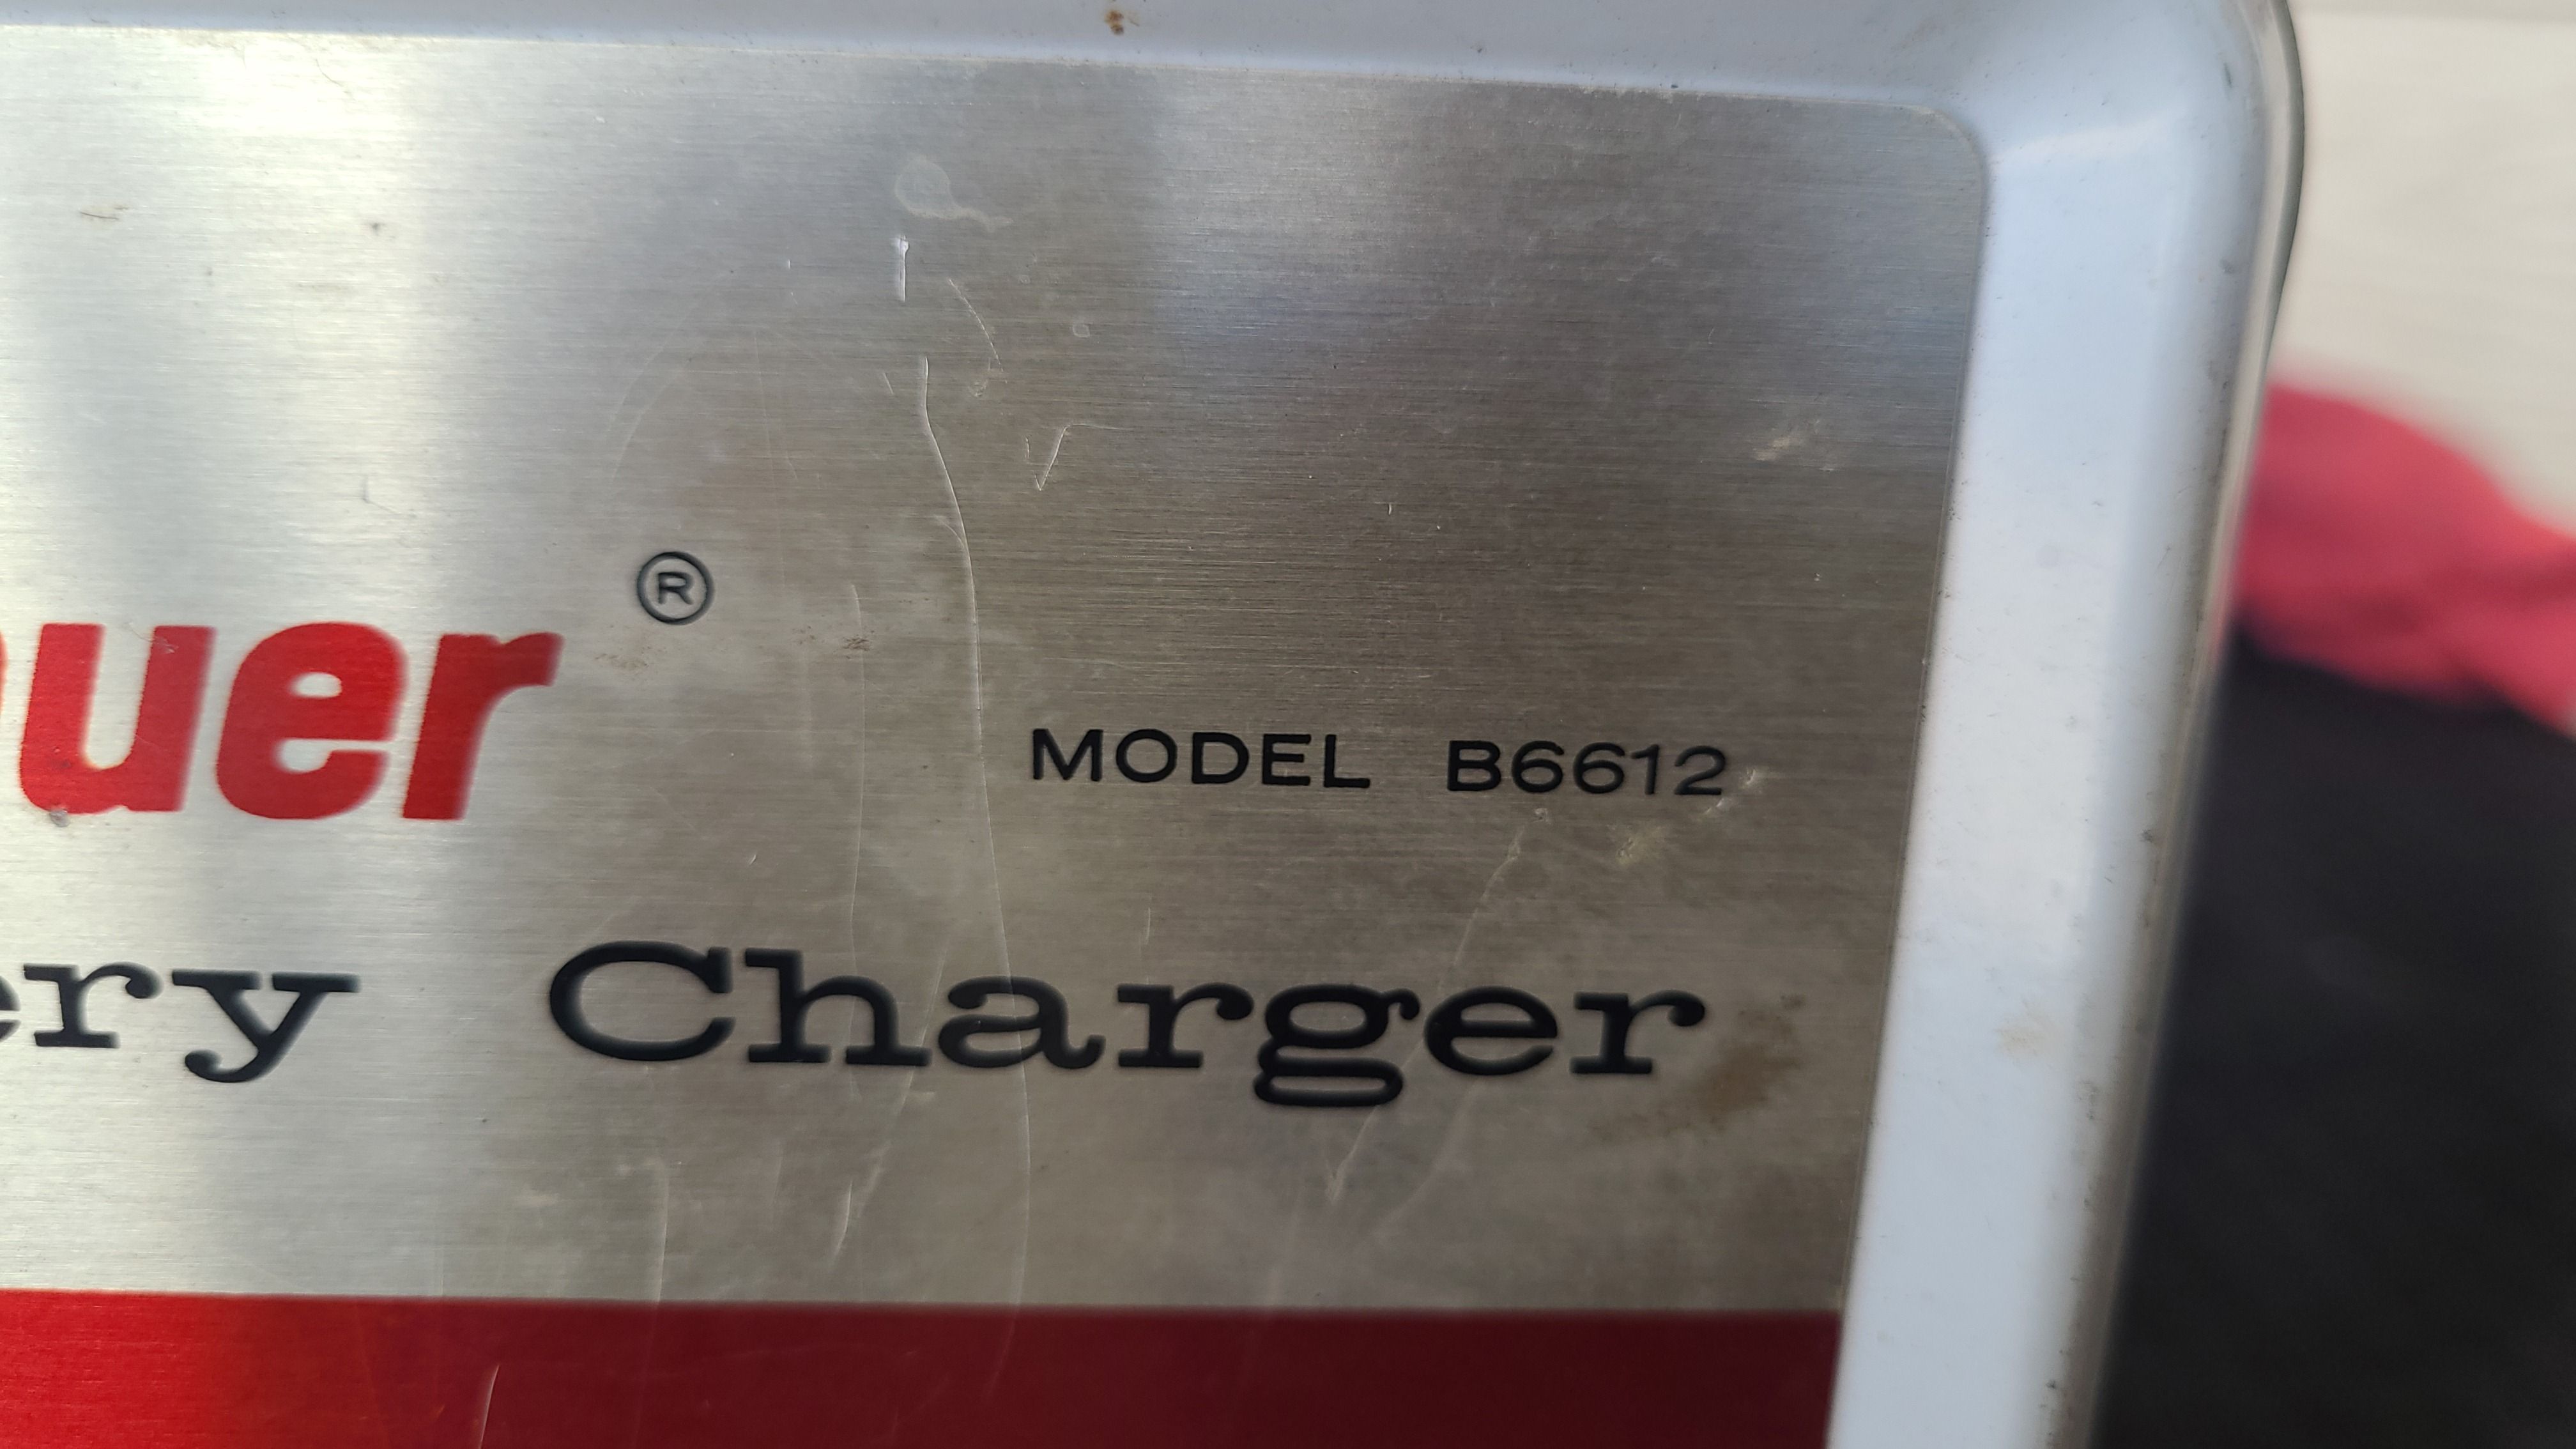 uer ®
MODEL B6612
ery Charger